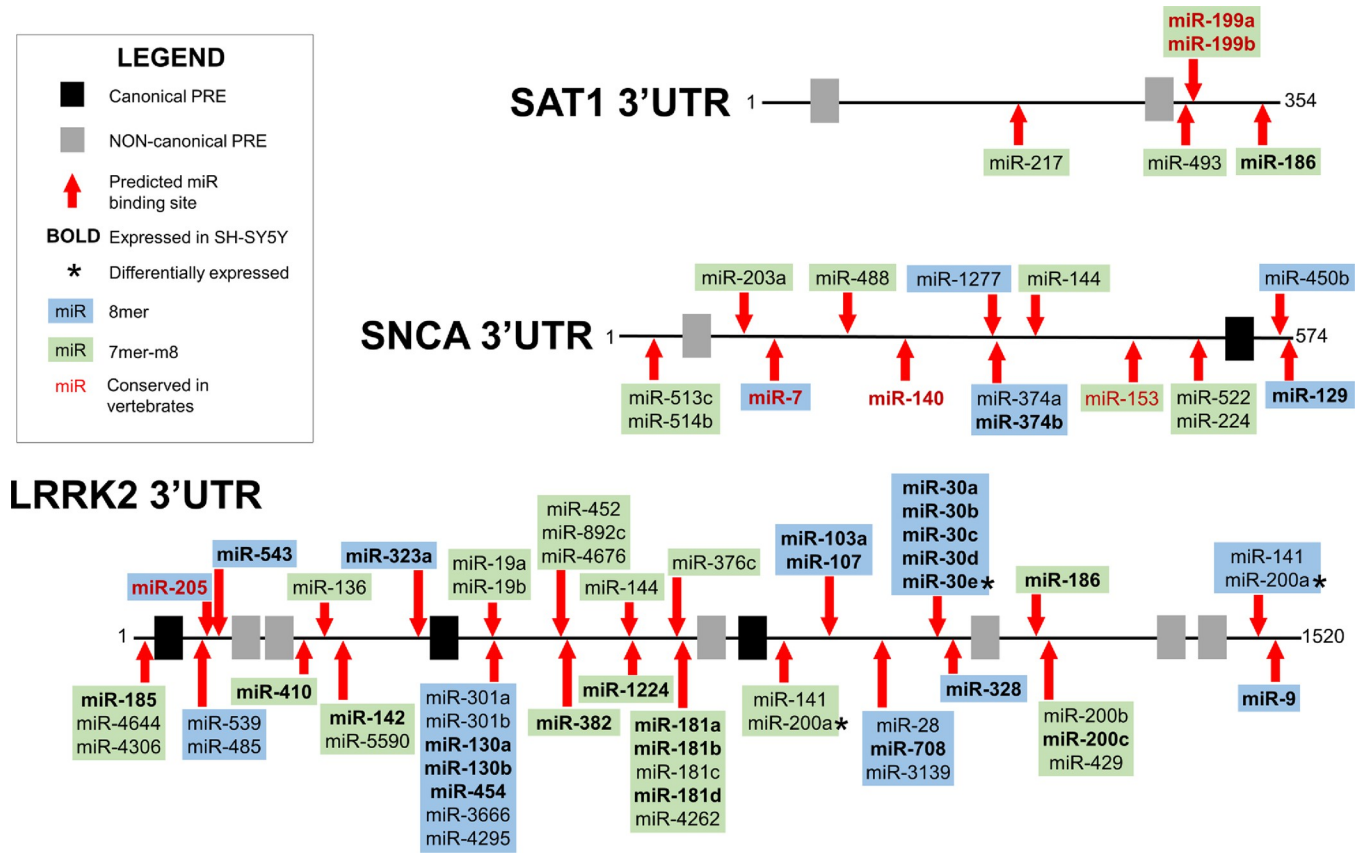 LEGEND
Canonical PRE
NON-canonical PRE
Predicted miR
binding site
BOLD Expressed in SH-SY5Y
* Differentially expressed
miR 8mer
miR 7mer-m8
miR Conserved in
vertebrates
miR-199a
miR-199b
SAT1 3’UTR
1
354
miR-217
miR-493
miR-186
miR-203a
miR-488
miR-1277
miR-144
miR-450b
SNCA 3’UTR
1
574
miR-513c
miR-514b
miR-7
miR-140
miR-374a
miR-374b
miR-153
miR-522
miR-224
miR-129
LRRK2 3’UTR
miR-205
miR-543
miR-136
miR-323a
miR-19a
miR-19b
miR-452
miR-892c
miR-4676
miR-144
miR-376c
miR-103a
miR-107
miR-30a
miR-30b
miR-30c
miR-30d
miR-30e*
miR-186
miR-141
miR-200a*
1
1520
miR-185
miR-4644
miR-4306
miR-539
miR-485
miR-410
miR-142
miR-5590
miR-301a
miR-301b
miR-130a
miR-130b
miR-454
miR-3666
miR-4295
miR-382
miR-1224
miR-181a
miR-181b
miR-181c
miR-181d
miR-4262
miR-141
miR-200a*
miR-28
miR-708
miR-3139
miR-328
miR-200b
miR-200c
miR-429
miR-9